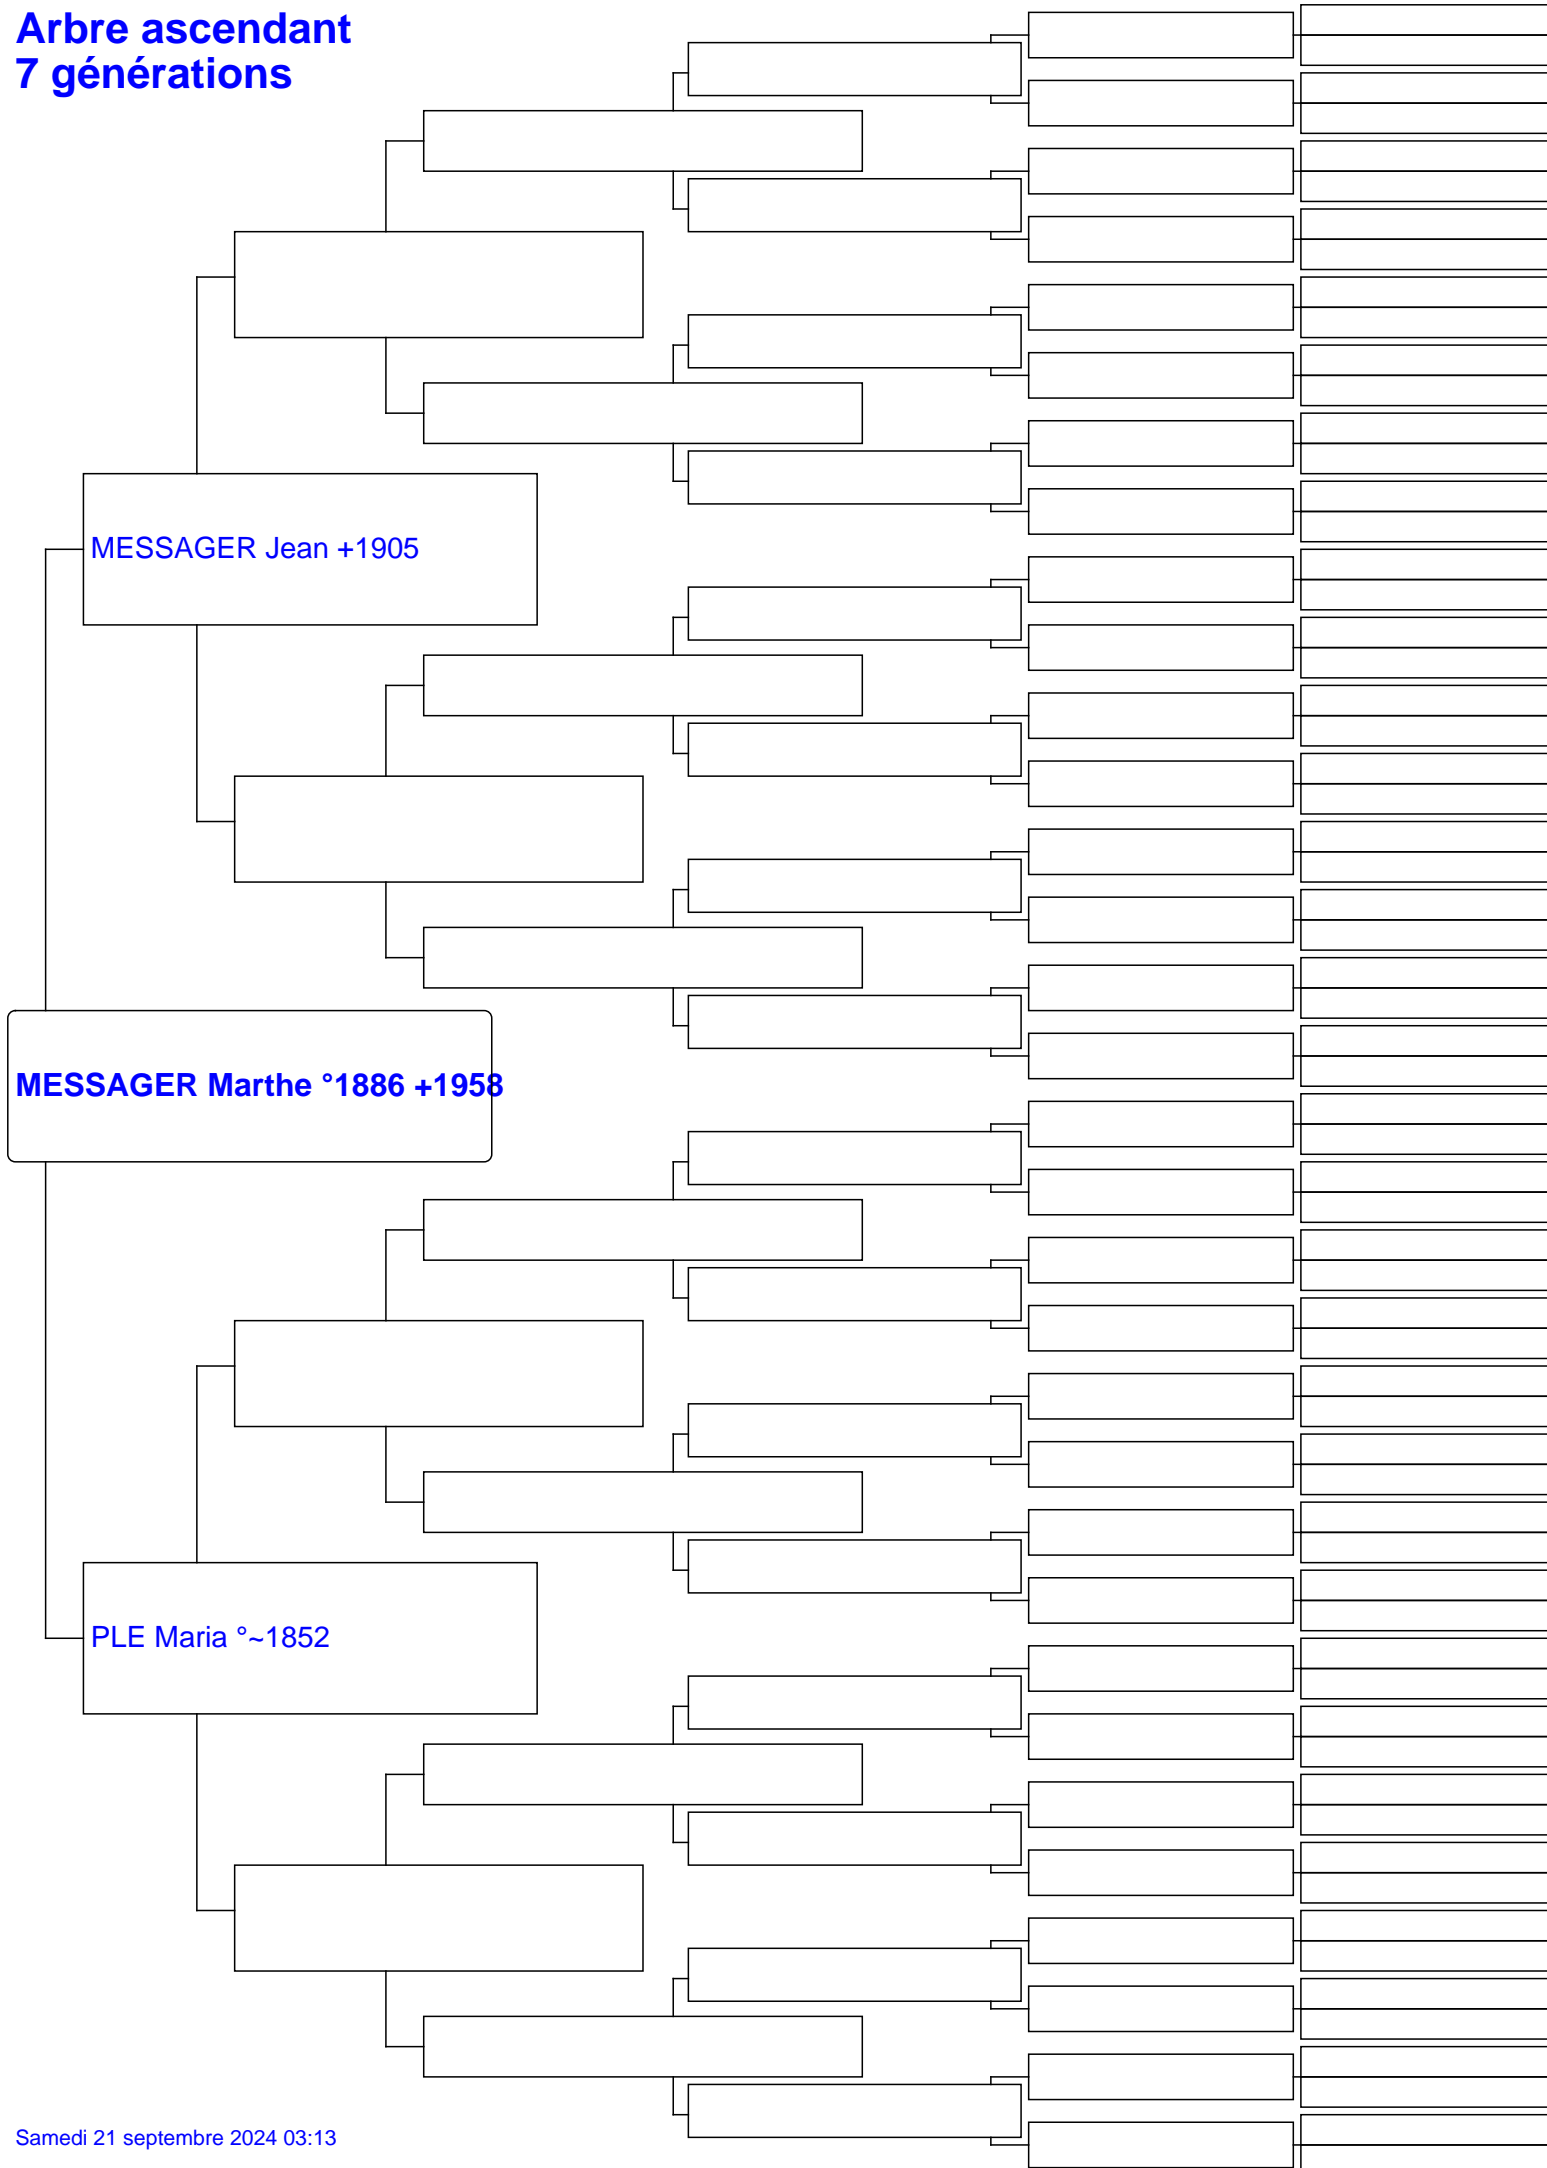 Arbre ascendant
7 générations
MESSAGER Jean +1905
MESSAGER Marthe °1886 +1958
PLE Maria °~1852
Samedi 21 septembre 2024 03:13